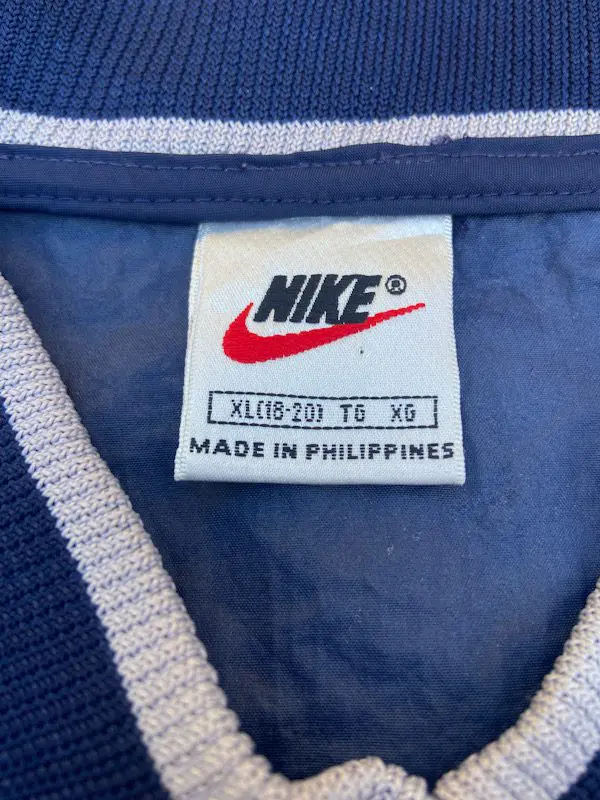 NIKE®
XL(18-20) TG XG
MADE IN PHILIPPINES